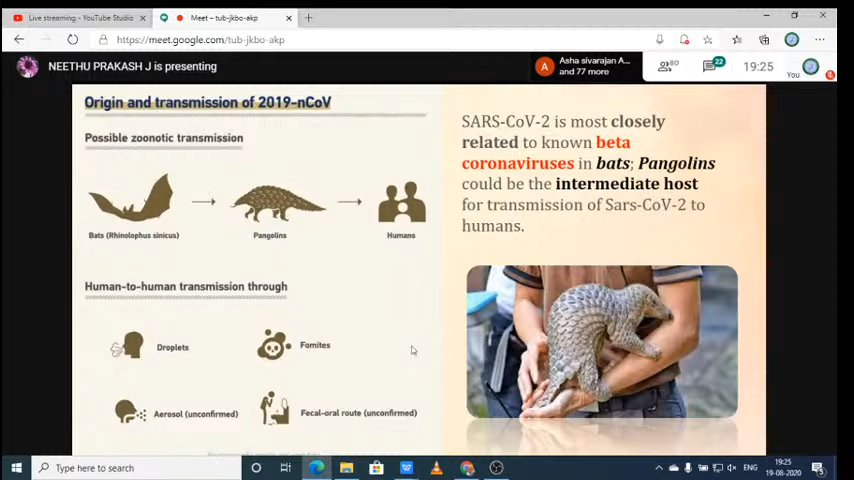 Live streaming - YouTube Studio
Meet – tub-jkbo-akp
https://meet.google.com/tub-jkbo-akp
NEETHU PRAKASH J is presenting
A
Asha sivarajan A...
and 77 more
80
22
19:25
You
Origin and transmission of 2019-nCoV
Possible zoonotic transmission
Bats (Rhinolophus sinicus)
Pangolins
Humans
Human-to-human transmission through
Droplets
Fomites
Aerosol (unconfirmed)
Fecal-oral route (unconfirmed)
SARS-CoV-2 is most closely
related to known beta
coronaviruses in bats; Pangolins
could be the intermediate host
for transmission of Sars-CoV-2 to
humans.
Type here to search
ENG
19:25
19-08-2020
5